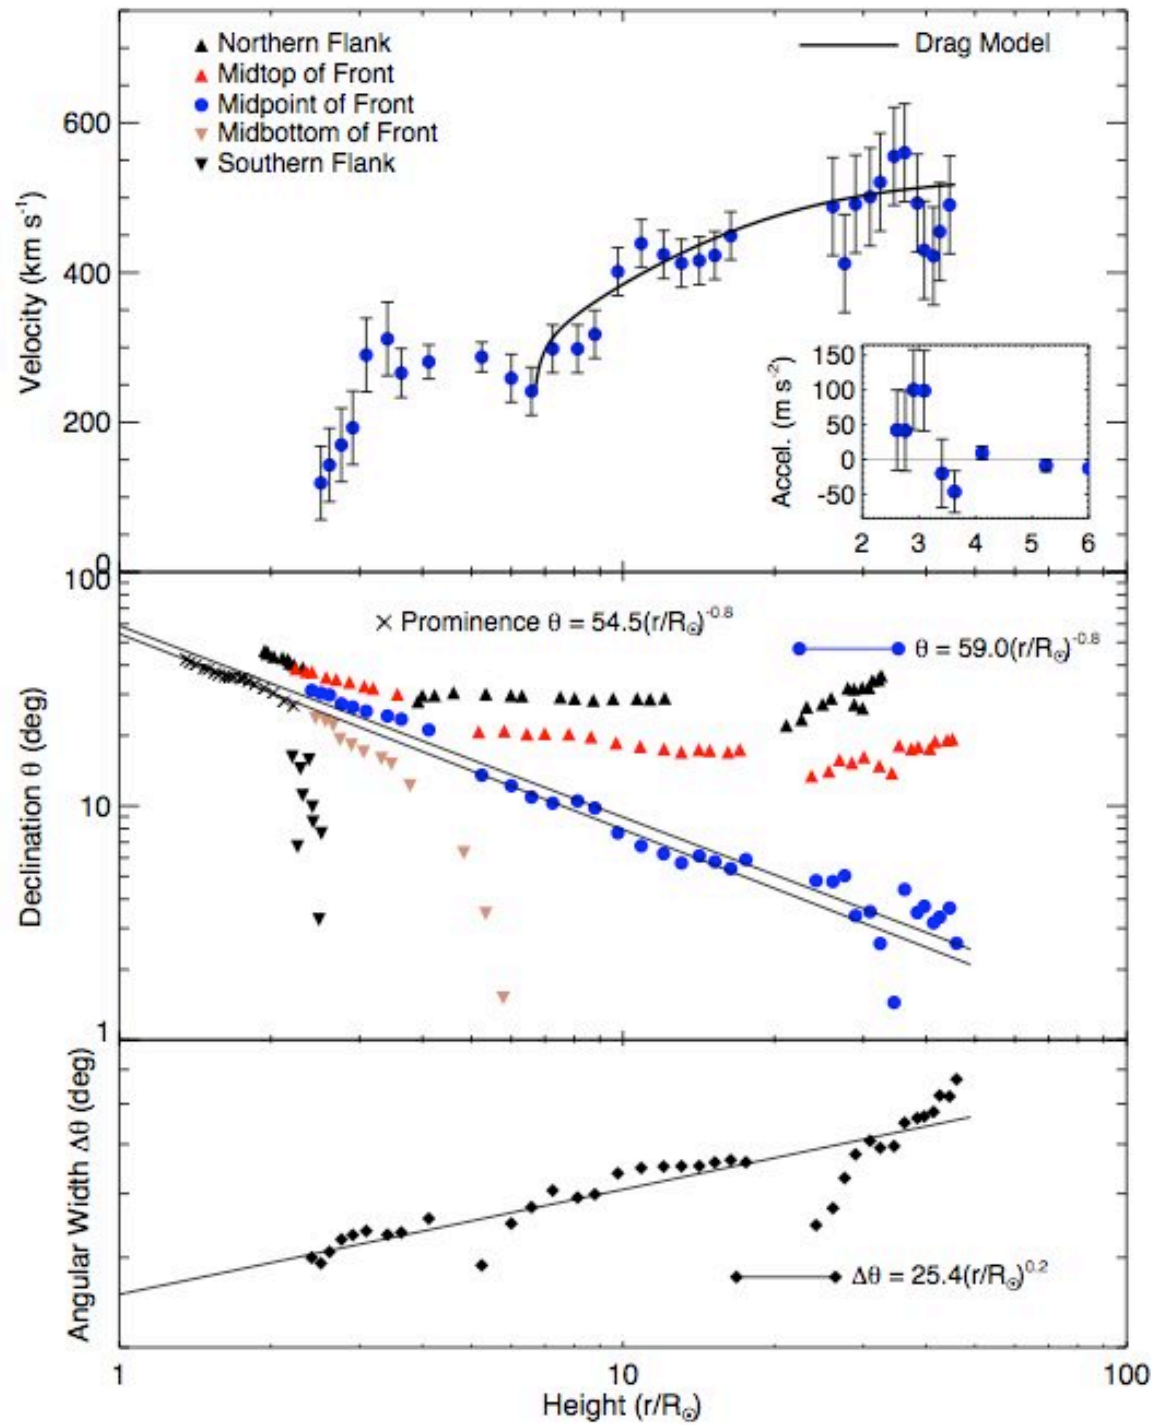 Northern Flank
Midtop of Front
Midpoint of Front
Midbottom of Front
Southern Flank
Drag Model
600
400
200
0
Velocity (km s⁻¹)
150
100
50
0
-50
Accel. (m s⁻²)
2 3 4 5 6
100
10
1
Declination θ (deg)
Prominence θ = 54.5(r/R☉)⁻⁰·⁸
θ = 59.0(r/R☉)⁻⁰·⁸
Angular Width Δθ (deg)
Δθ = 25.4(r/R☉)⁰·²
1 10 100
Height (r/R☉)